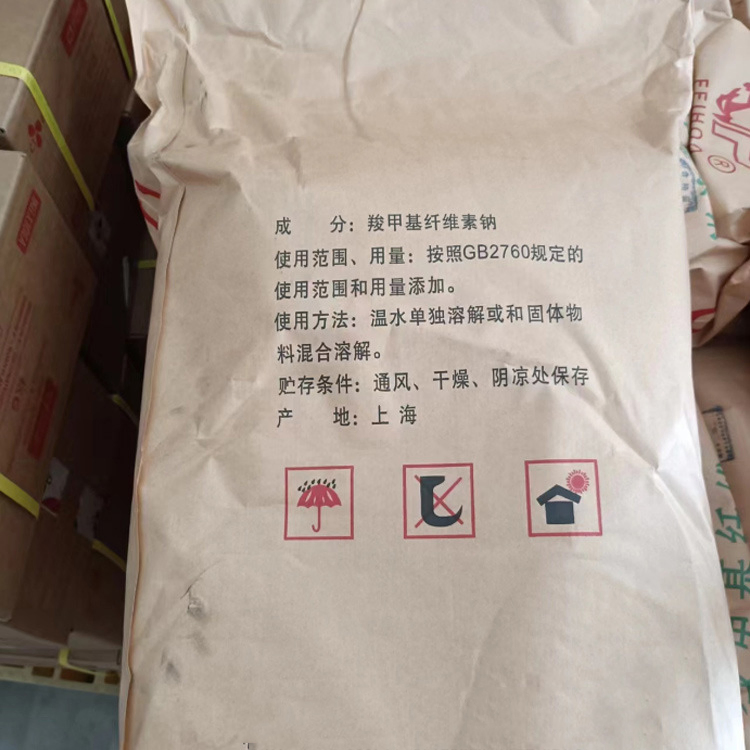 成 分：羧甲基纤维素钠
使用范围、用量：按照GB2760规定的
使用范围和用量添加。
使用方法：温水单独溶解或和固体物
料混合溶解。
贮存条件：通风、干燥、阴凉处保存
产 地：上 海
FEIHOA
®